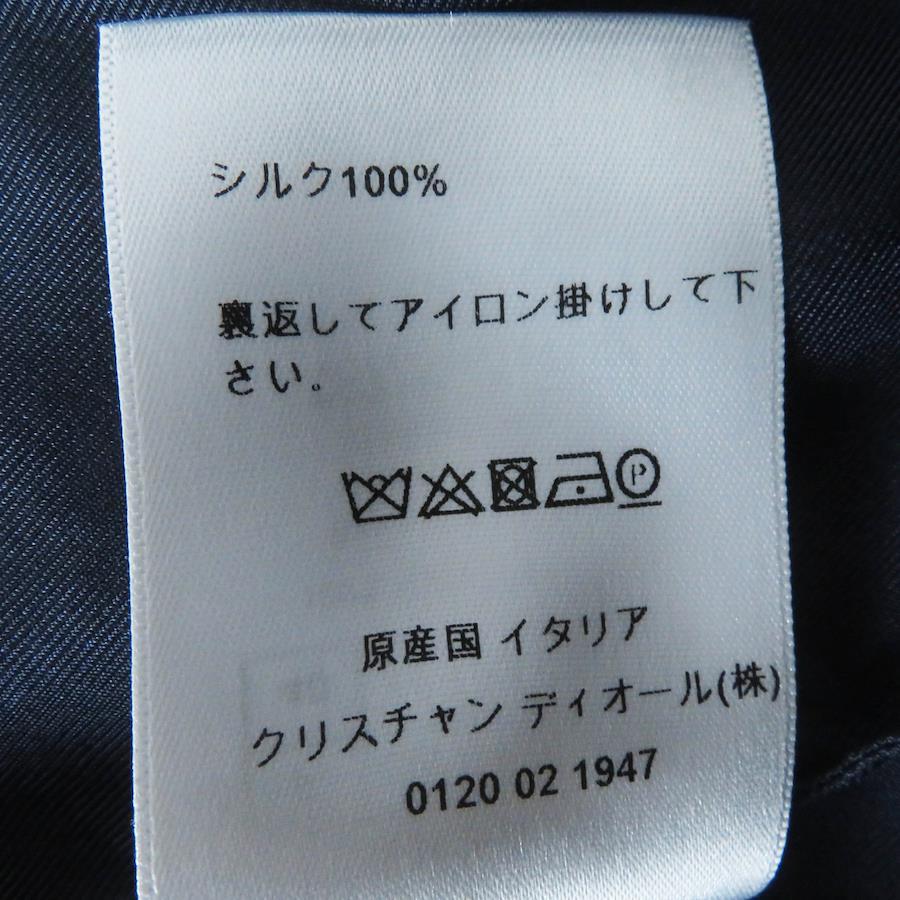 シルク100%
裏返してアイロン掛けして下
さい。
P
原産国 イタリア
クリスチャン ディオール(株)
0120 02 1947